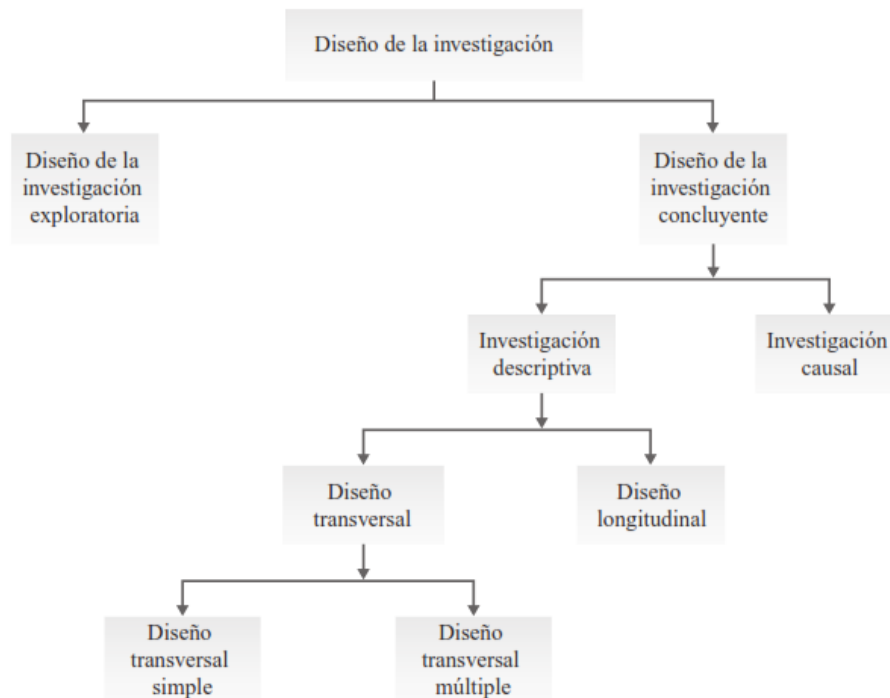 Diseño de la investigación
Diseño de la
investigación
exploratoria
Diseño de la
investigación
concluyente
Investigación
descriptiva
Investigación
causal
Diseño
transversal
Diseño
longitudinal
Diseño
transversal
simple
Diseño
transversal
múltiple